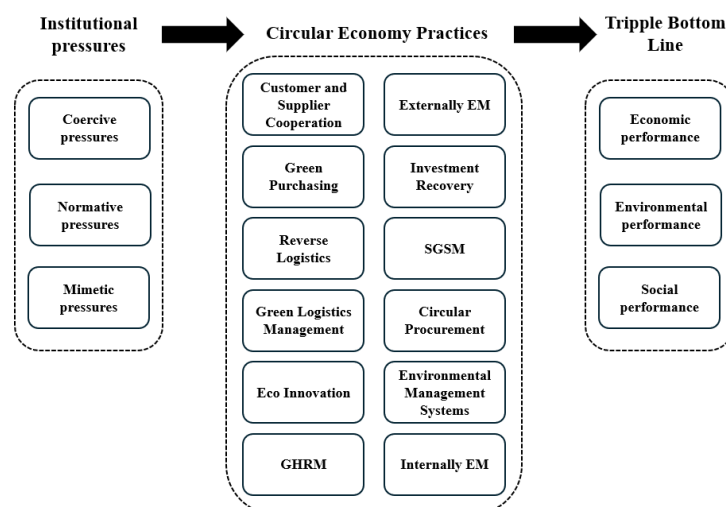 Institutional
pressures
Circular Economy Practices
Tripple Bottom
Line
Coercive
pressures
Normative
pressures
Mimetic
pressures
Customer and
Supplier
Cooperation
Externally EM
Green
Purchasing
Investment
Recovery
Reverse
Logistics
SGSM
Green Logistics
Management
Circular
Procurement
Eco Innovation
Environmental
Management
Systems
GHRM
Internally EM
Economic
performance
Environmental
performance
Social
performance